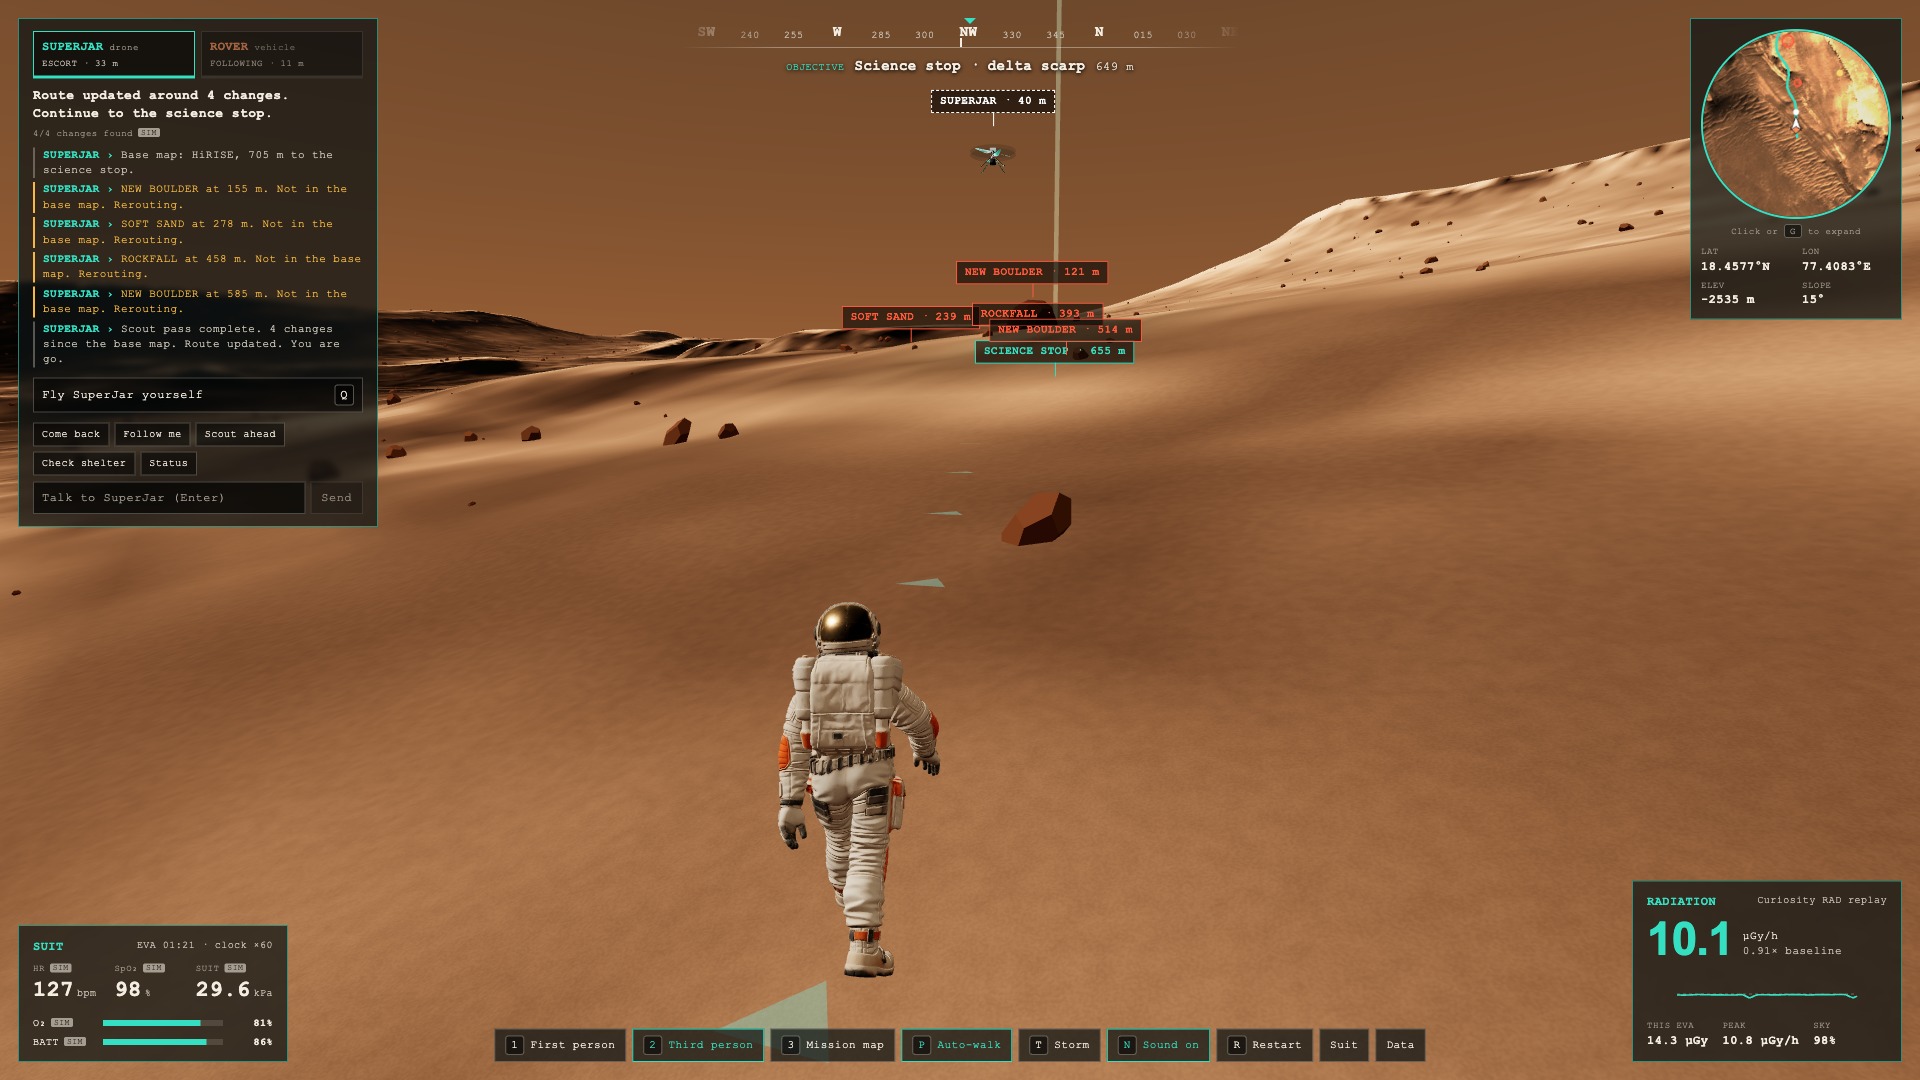 SUPERJAR drone
ESCORT · 33 m
ROVER vehicle
FOLLOWING · 11 m
Route updated around 4 changes.
Continue to the science stop.
4/4 changes found SIM
SUPERJAR › Base map: HiRISE, 705 m to the
science stop.
SUPERJAR › NEW BOULDER at 155 m. Not in the
base map. Rerouting.
SUPERJAR › SOFT SAND at 278 m. Not in the
base map. Rerouting.
SUPERJAR › ROCKFALL at 458 m. Not in the base
map. Rerouting.
SUPERJAR › NEW BOULDER at 585 m. Not in the
base map. Rerouting.
SUPERJAR › Scout pass complete. 4 changes
since the base map. Route updated. You are
go.
Fly SuperJar yourself Q
Come back Follow me Scout ahead
Check shelter Status
Talk to SuperJar (Enter) Send
SW 240 255 W 285 300 NW 330 345 N 015 030 NE
OBJECTIVE Science stop · delta scarp 649 m
SUPERJAR · 40 m
NEW BOULDER · 121 m
SOFT SAND · 239 m
ROCKFALL · 393 m
NEW BOULDER · 514 m
SCIENCE STOP · 655 m
Click or G to expand
LAT LON
18.4577°N 77.4083°E
ELEV SLOPE
-2535 m 15°
SUIT EVA 01:21 · clock ×60
HR SIM SpO₂ SIM SUIT SIM
127 bpm 98 % 29.6 kPa
O₂ SIM 81%
BATT SIM 86%
1 First person 2 Third person 3 Mission map P Auto-walk T Storm N Sound on R Restart Suit Data
RADIATION Curiosity RAD replay
10.1 µGy/h
0.91× baseline
THIS EVA PEAK SKY
14.3 µGy 10.8 µGy/h 98%